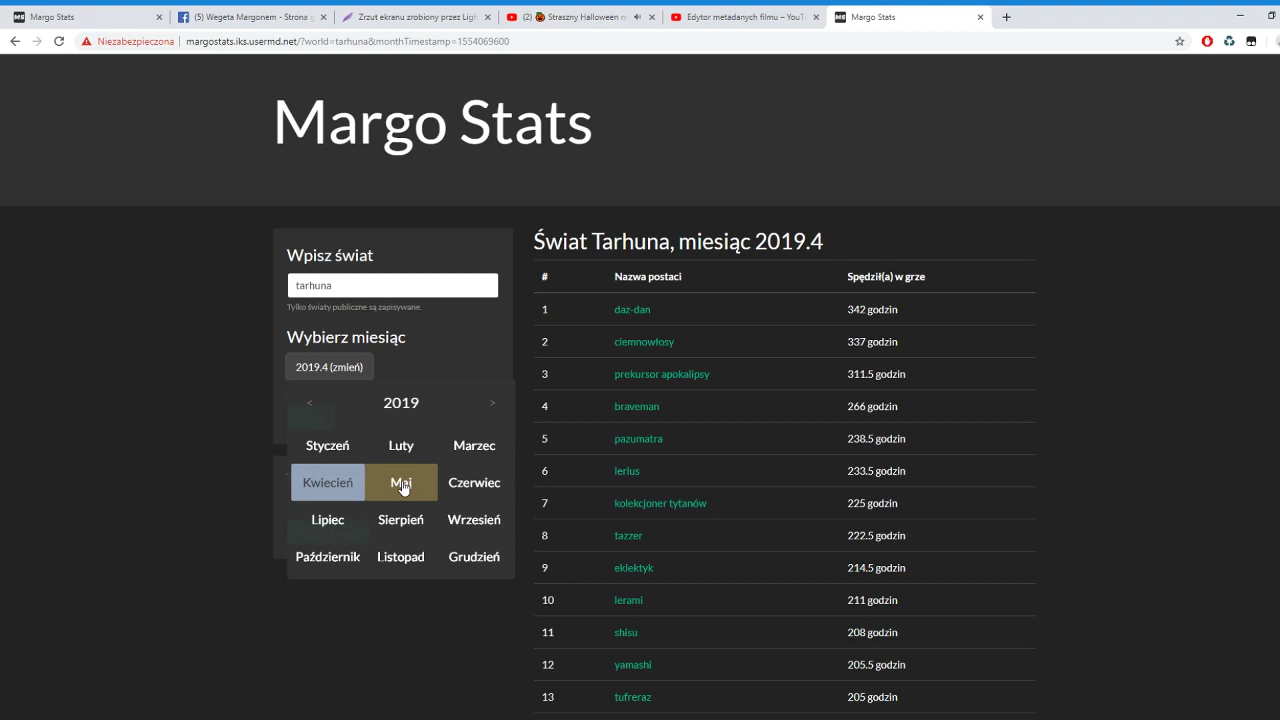 Margo Stats
(5) Wegeta Margonem - Strona g
Zrzut ekranu zrobiony przez Ligh
(2) 🎃 Straszny Halloween
Edytor metadanych filmu – YouT
Margo Stats
Niezabezpieczona
margostats.iks.usermd.net/?world=tarhuna&monthTimestamp=1554069600
Margo Stats
Wpisz świat
tarhuna
Tylko światy publiczne są zapisywane.
Wybierz miesiąc
2019.4 (zmień)
< 2019 >
Styczeń Luty Marzec
Kwiecień Maj Czerwiec
Lipiec Sierpień Wrzesień
Październik Listopad Grudzień
Świat Tarhuna, miesiąc 2019.4
# Nazwa postaci Spędził(a) w grze
1 daz-dan 342 godzin
2 ciemnowłosy 337 godzin
3 prekursor apokalipsy 311.5 godzin
4 braveman 266 godzin
5 pazumatra 238.5 godzin
6 lerius 233.5 godzin
7 kolekcjoner tytanów 225 godzin
8 tazzer 222.5 godzin
9 eklektyk 214.5 godzin
10 lerami 211 godzin
11 shisu 208 godzin
12 yamashi 205.5 godzin
13 tufreraz 205 godzin